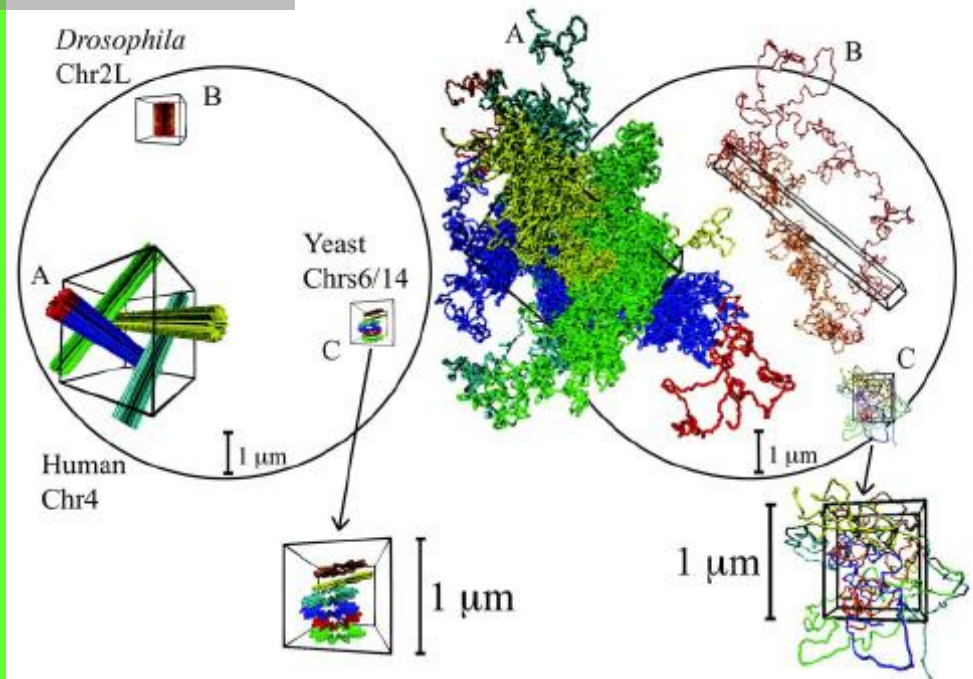 Drosophila
Chr2L
B
A
Yeast
Chrs6/14
C
1 μm
Human
Chr4
1 μm
A
B
C
1 μm
1 μm